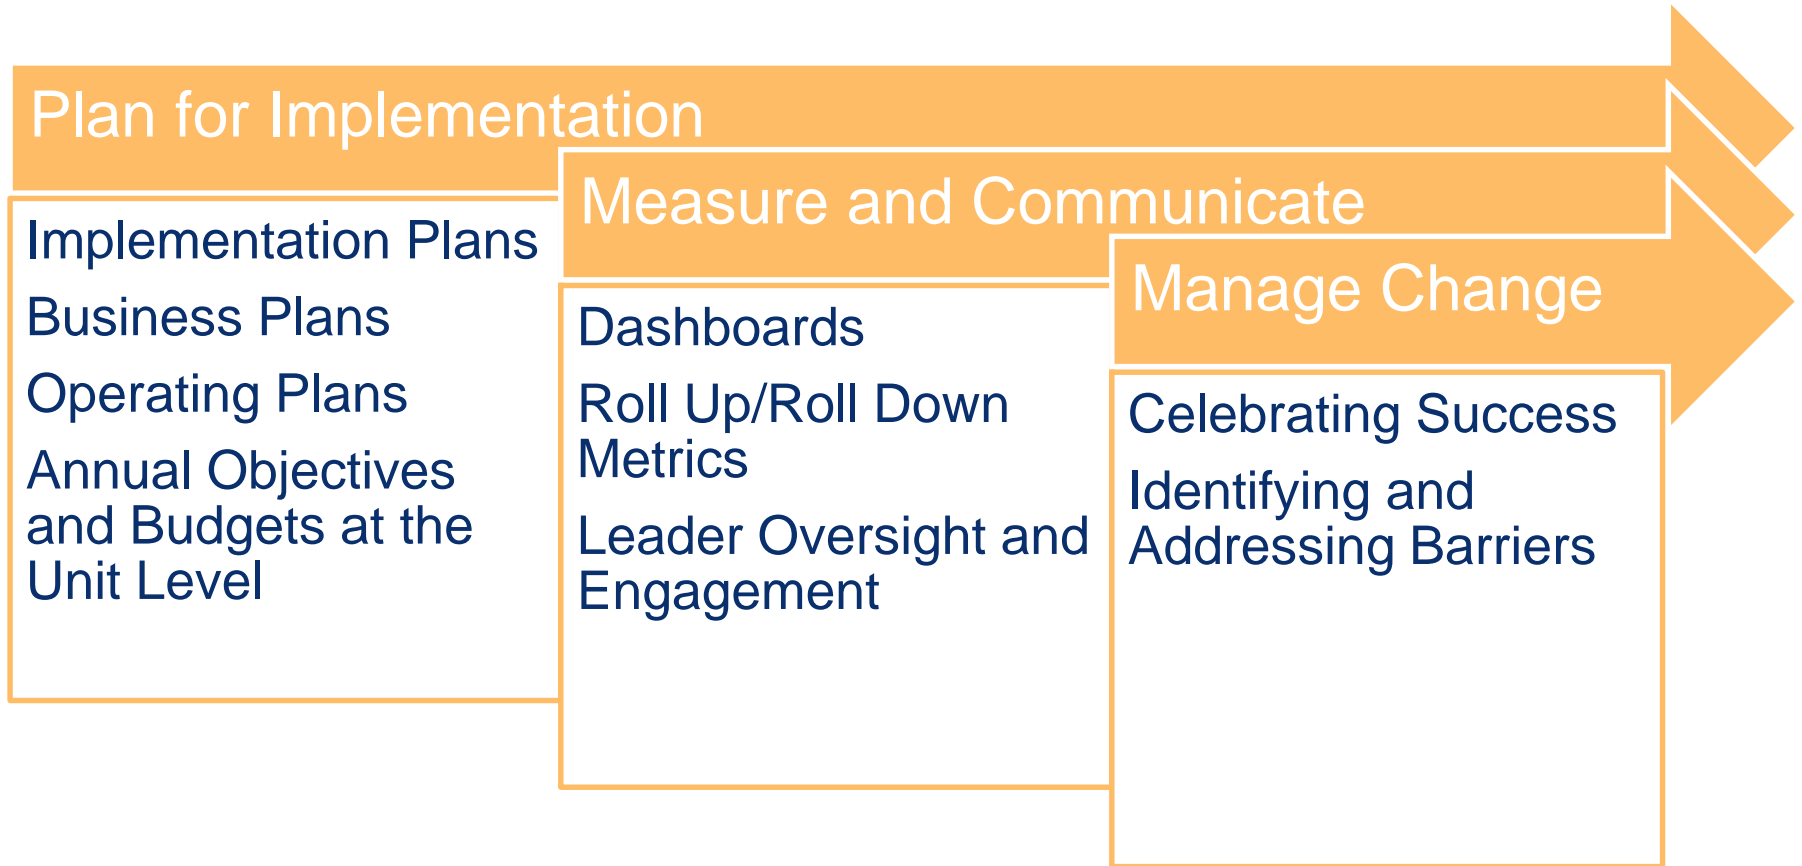 Plan for Implementation
Implementation Plans
Business Plans
Operating Plans
Annual Objectives
and Budgets at the
Unit Level
Measure and Communicate
Dashboards
Roll Up/Roll Down
Metrics
Leader Oversight and
Engagement
Manage Change
Celebrating Success
Identifying and
Addressing Barriers